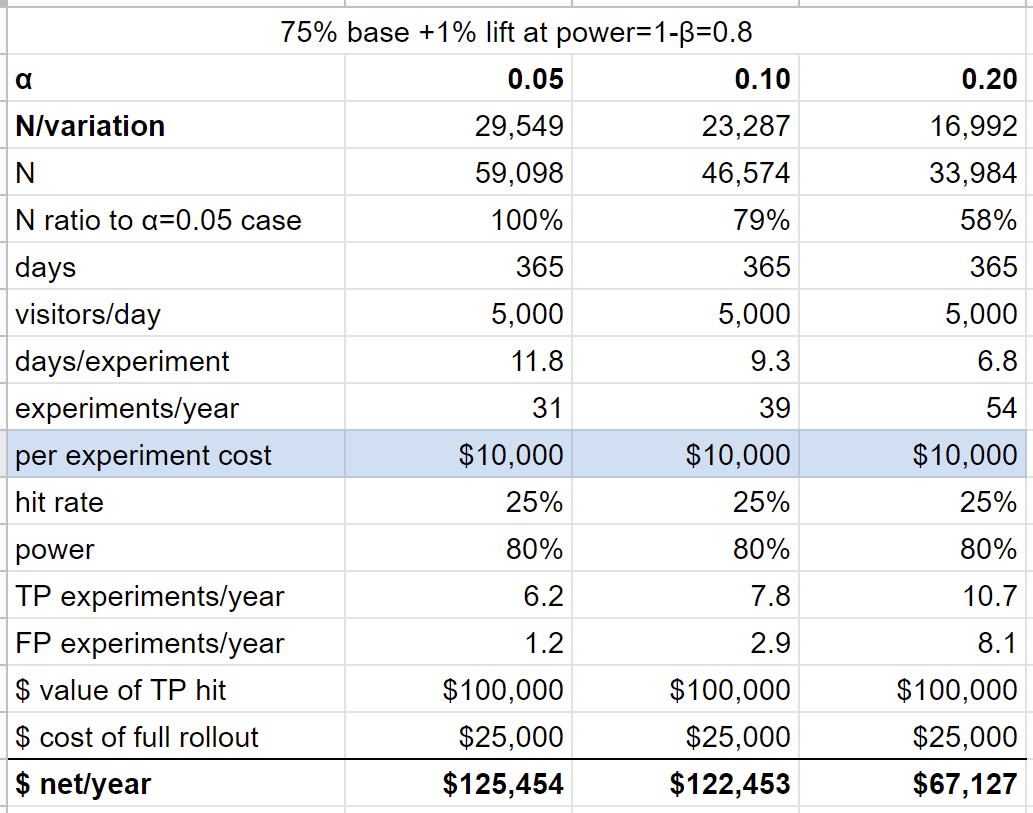 75% base +1% lift at power=1-β=0.8
α 0.05 0.10 0.20
N/variation 29,549 23,287 16,992
N 59,098 46,574 33,984
N ratio to α=0.05 case 100% 79% 58%
days 365 365 365
visitors/day 5,000 5,000 5,000
days/experiment 11.8 9.3 6.8
experiments/year 31 39 54
per experiment cost $10,000 $10,000 $10,000
hit rate 25% 25% 25%
power 80% 80% 80%
TP experiments/year 6.2 7.8 10.7
FP experiments/year 1.2 2.9 8.1
$ value of TP hit $100,000 $100,000 $100,000
$ cost of full rollout $25,000 $25,000 $25,000
$ net/year $125,454 $122,453 $67,127